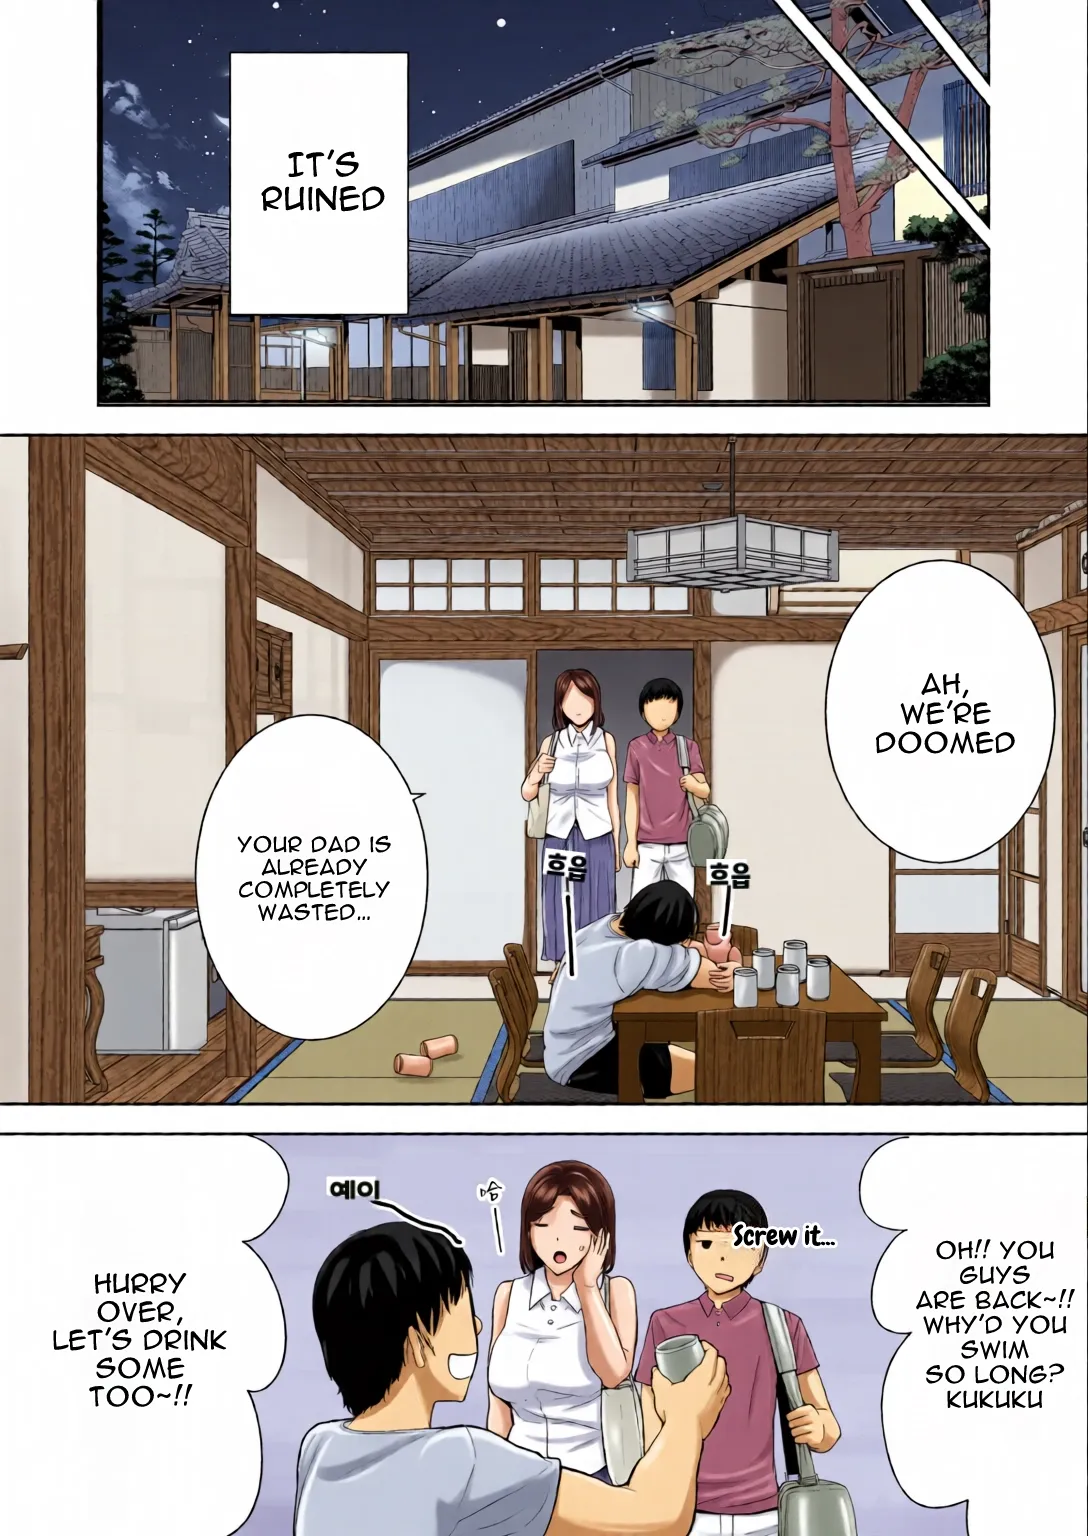 IT'S
RUINED
AH,
WE'RE
DOOMED
YOUR DAD IS
ALREADY
COMPLETELY
WASTED...
흐읍
흐읍
OH!! YOU
GUYS
ARE BACK~!!
WHY'D YOU
SWIM
SO LONG?
KUKUKU
Screw it...
哈
예이
HURRY
OVER,
LET'S DRINK
SOME
TOO~!!